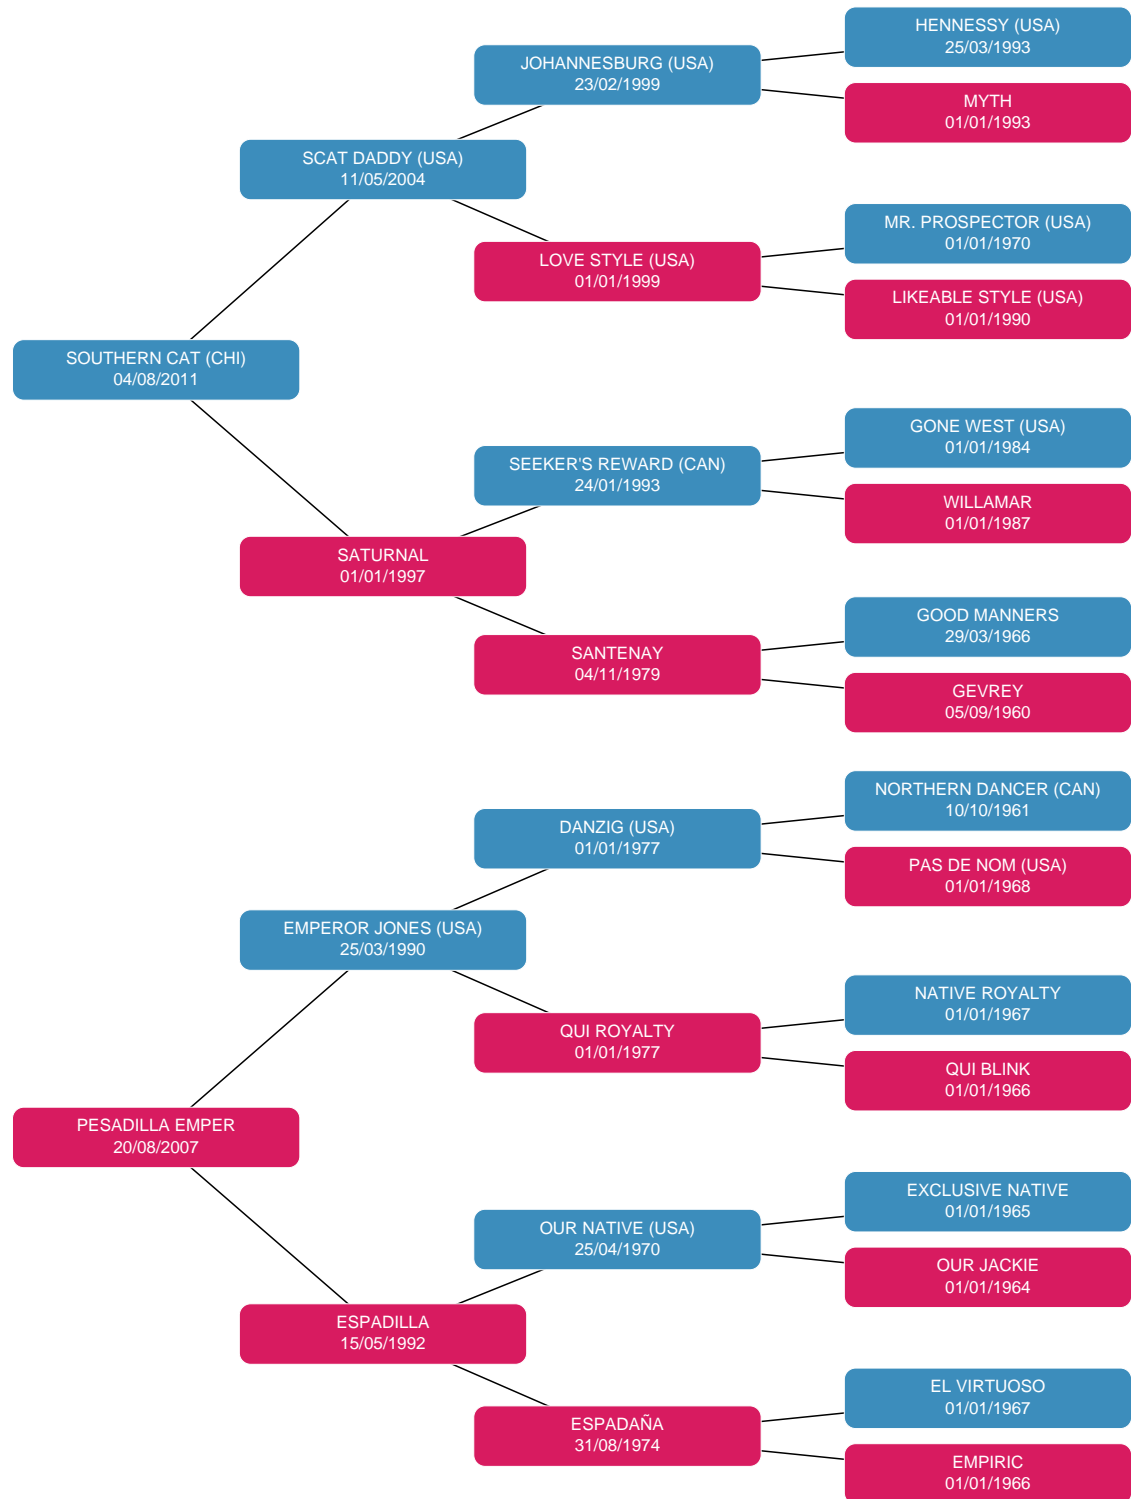 HENNESSY (USA)
25/03/1993
JOHANNESBURG (USA)
23/02/1999
MYTH
01/01/1993
SCAT DADDY (USA)
11/05/2004
MR. PROSPECTOR (USA)
01/01/1970
LOVE STYLE (USA)
01/01/1999
LIKEABLE STYLE (USA)
01/01/1990
SOUTHERN CAT (CHI)
04/08/2011
GONE WEST (USA)
01/01/1984
SEEKER'S REWARD (CAN)
24/01/1993
WILLAMAR
01/01/1987
SATURNAL
01/01/1997
GOOD MANNERS
29/03/1966
SANTENAY
04/11/1979
GEVREY
05/09/1960
NORTHERN DANCER (CAN)
10/10/1961
DANZIG (USA)
01/01/1977
PAS DE NOM (USA)
01/01/1968
EMPEROR JONES (USA)
25/03/1990
NATIVE ROYALTY
01/01/1967
QUI ROYALTY
01/01/1977
QUI BLINK
01/01/1966
PESADILLA EMPER
20/08/2007
EXCLUSIVE NATIVE
01/01/1965
OUR NATIVE (USA)
25/04/1970
OUR JACKIE
01/01/1964
ESPADILLA
15/05/1992
EL VIRTUOSO
01/01/1967
ESPADAÑA
31/08/1974
EMPIRIC
01/01/1966